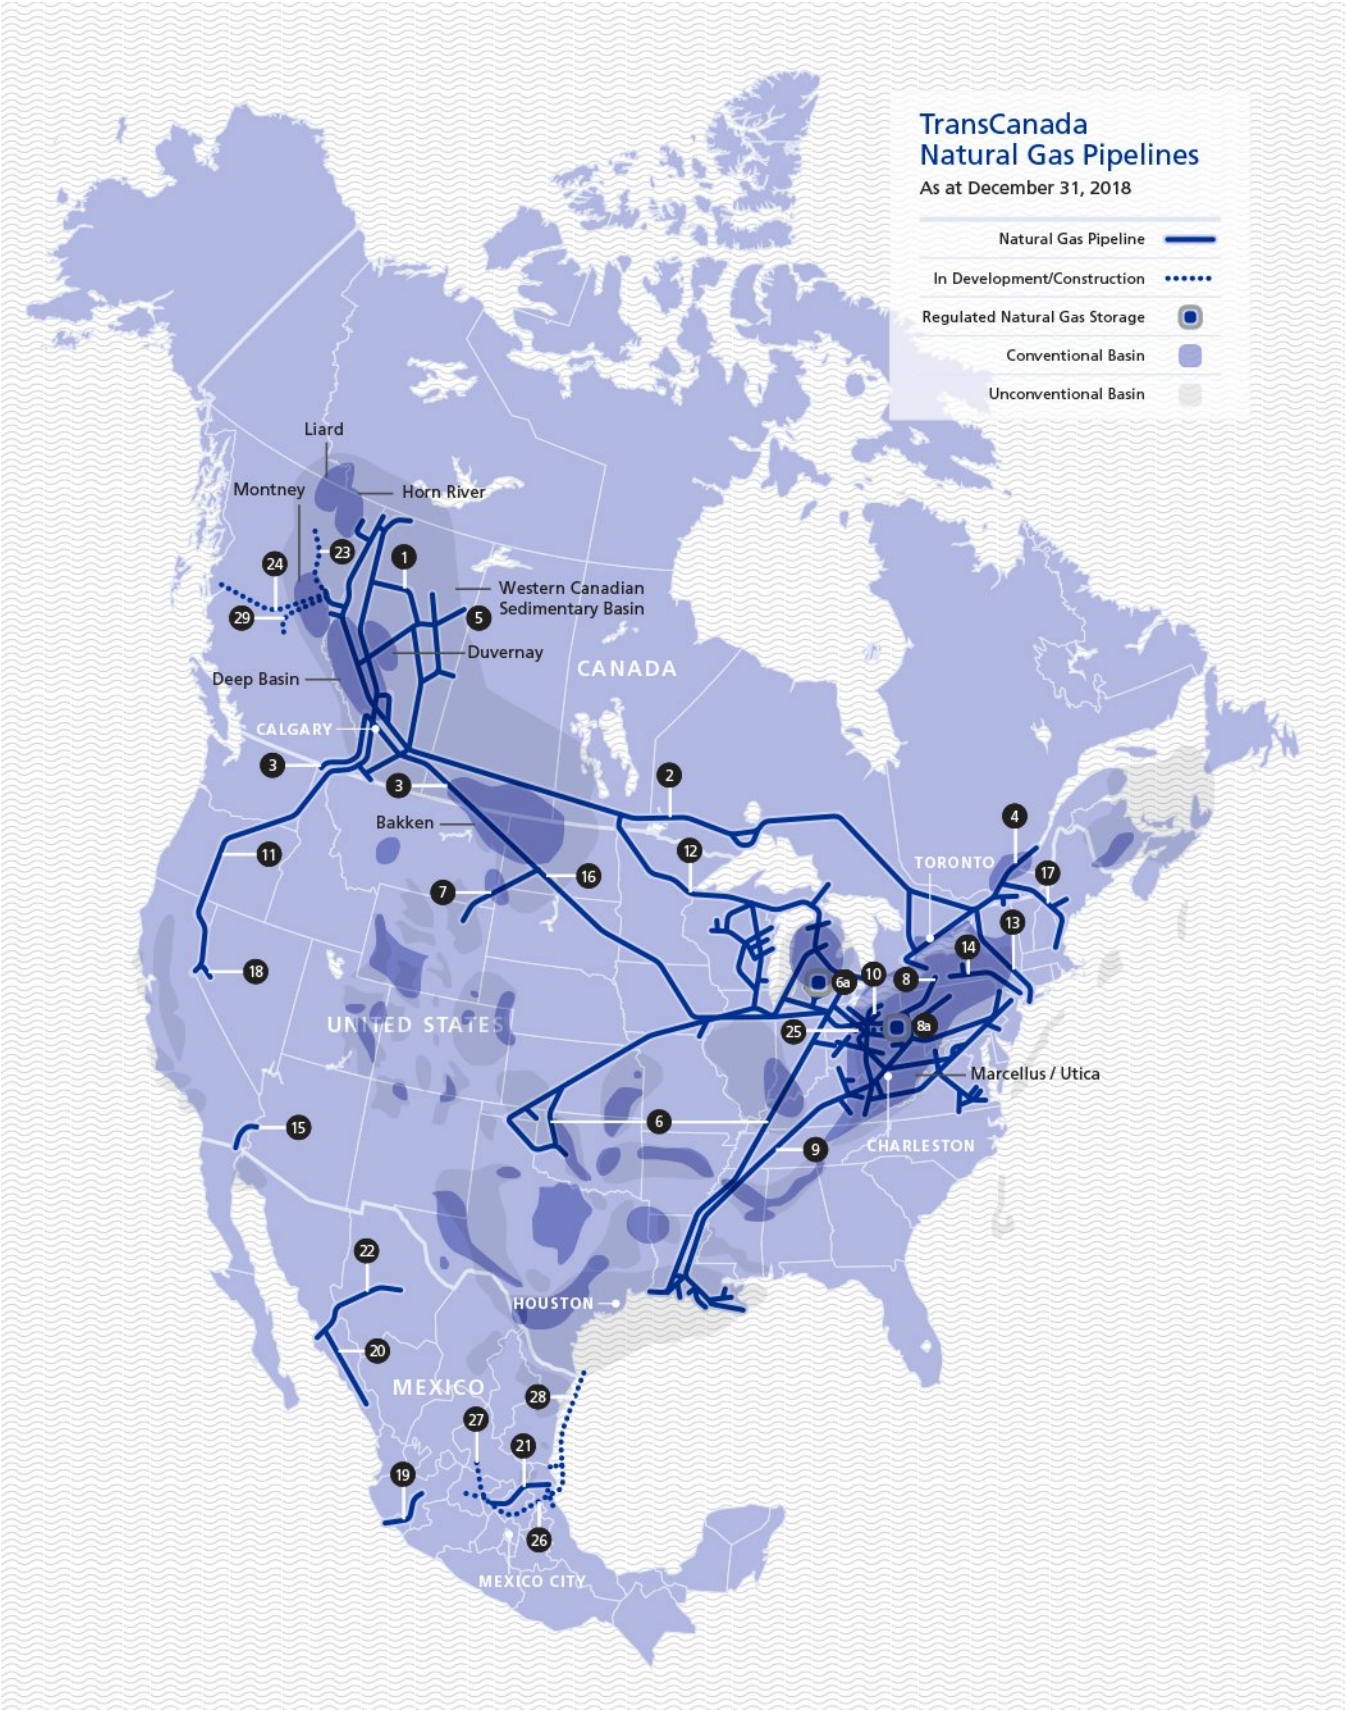 TransCanada
Natural Gas Pipelines
As at December 31, 2018
Natural Gas Pipeline
In Development/Construction
Regulated Natural Gas Storage
Conventional Basin
Unconventional Basin
Liard
Montney
Horn River
23
1
24
Western Canadian
Sedimentary Basin
29
5
Duvernay
CANADA
Deep Basin
CALGARY
3
2
3
4
Bakken
12
11
TORONTO
16
17
7
13
14
18
6a
10
8
UNITED STATES
25
8a
Marcellus / Utica
15
6
CHARLESTON
9
22
HOUSTON
20
MEXICO
28
27
21
19
26
MEXICO CITY